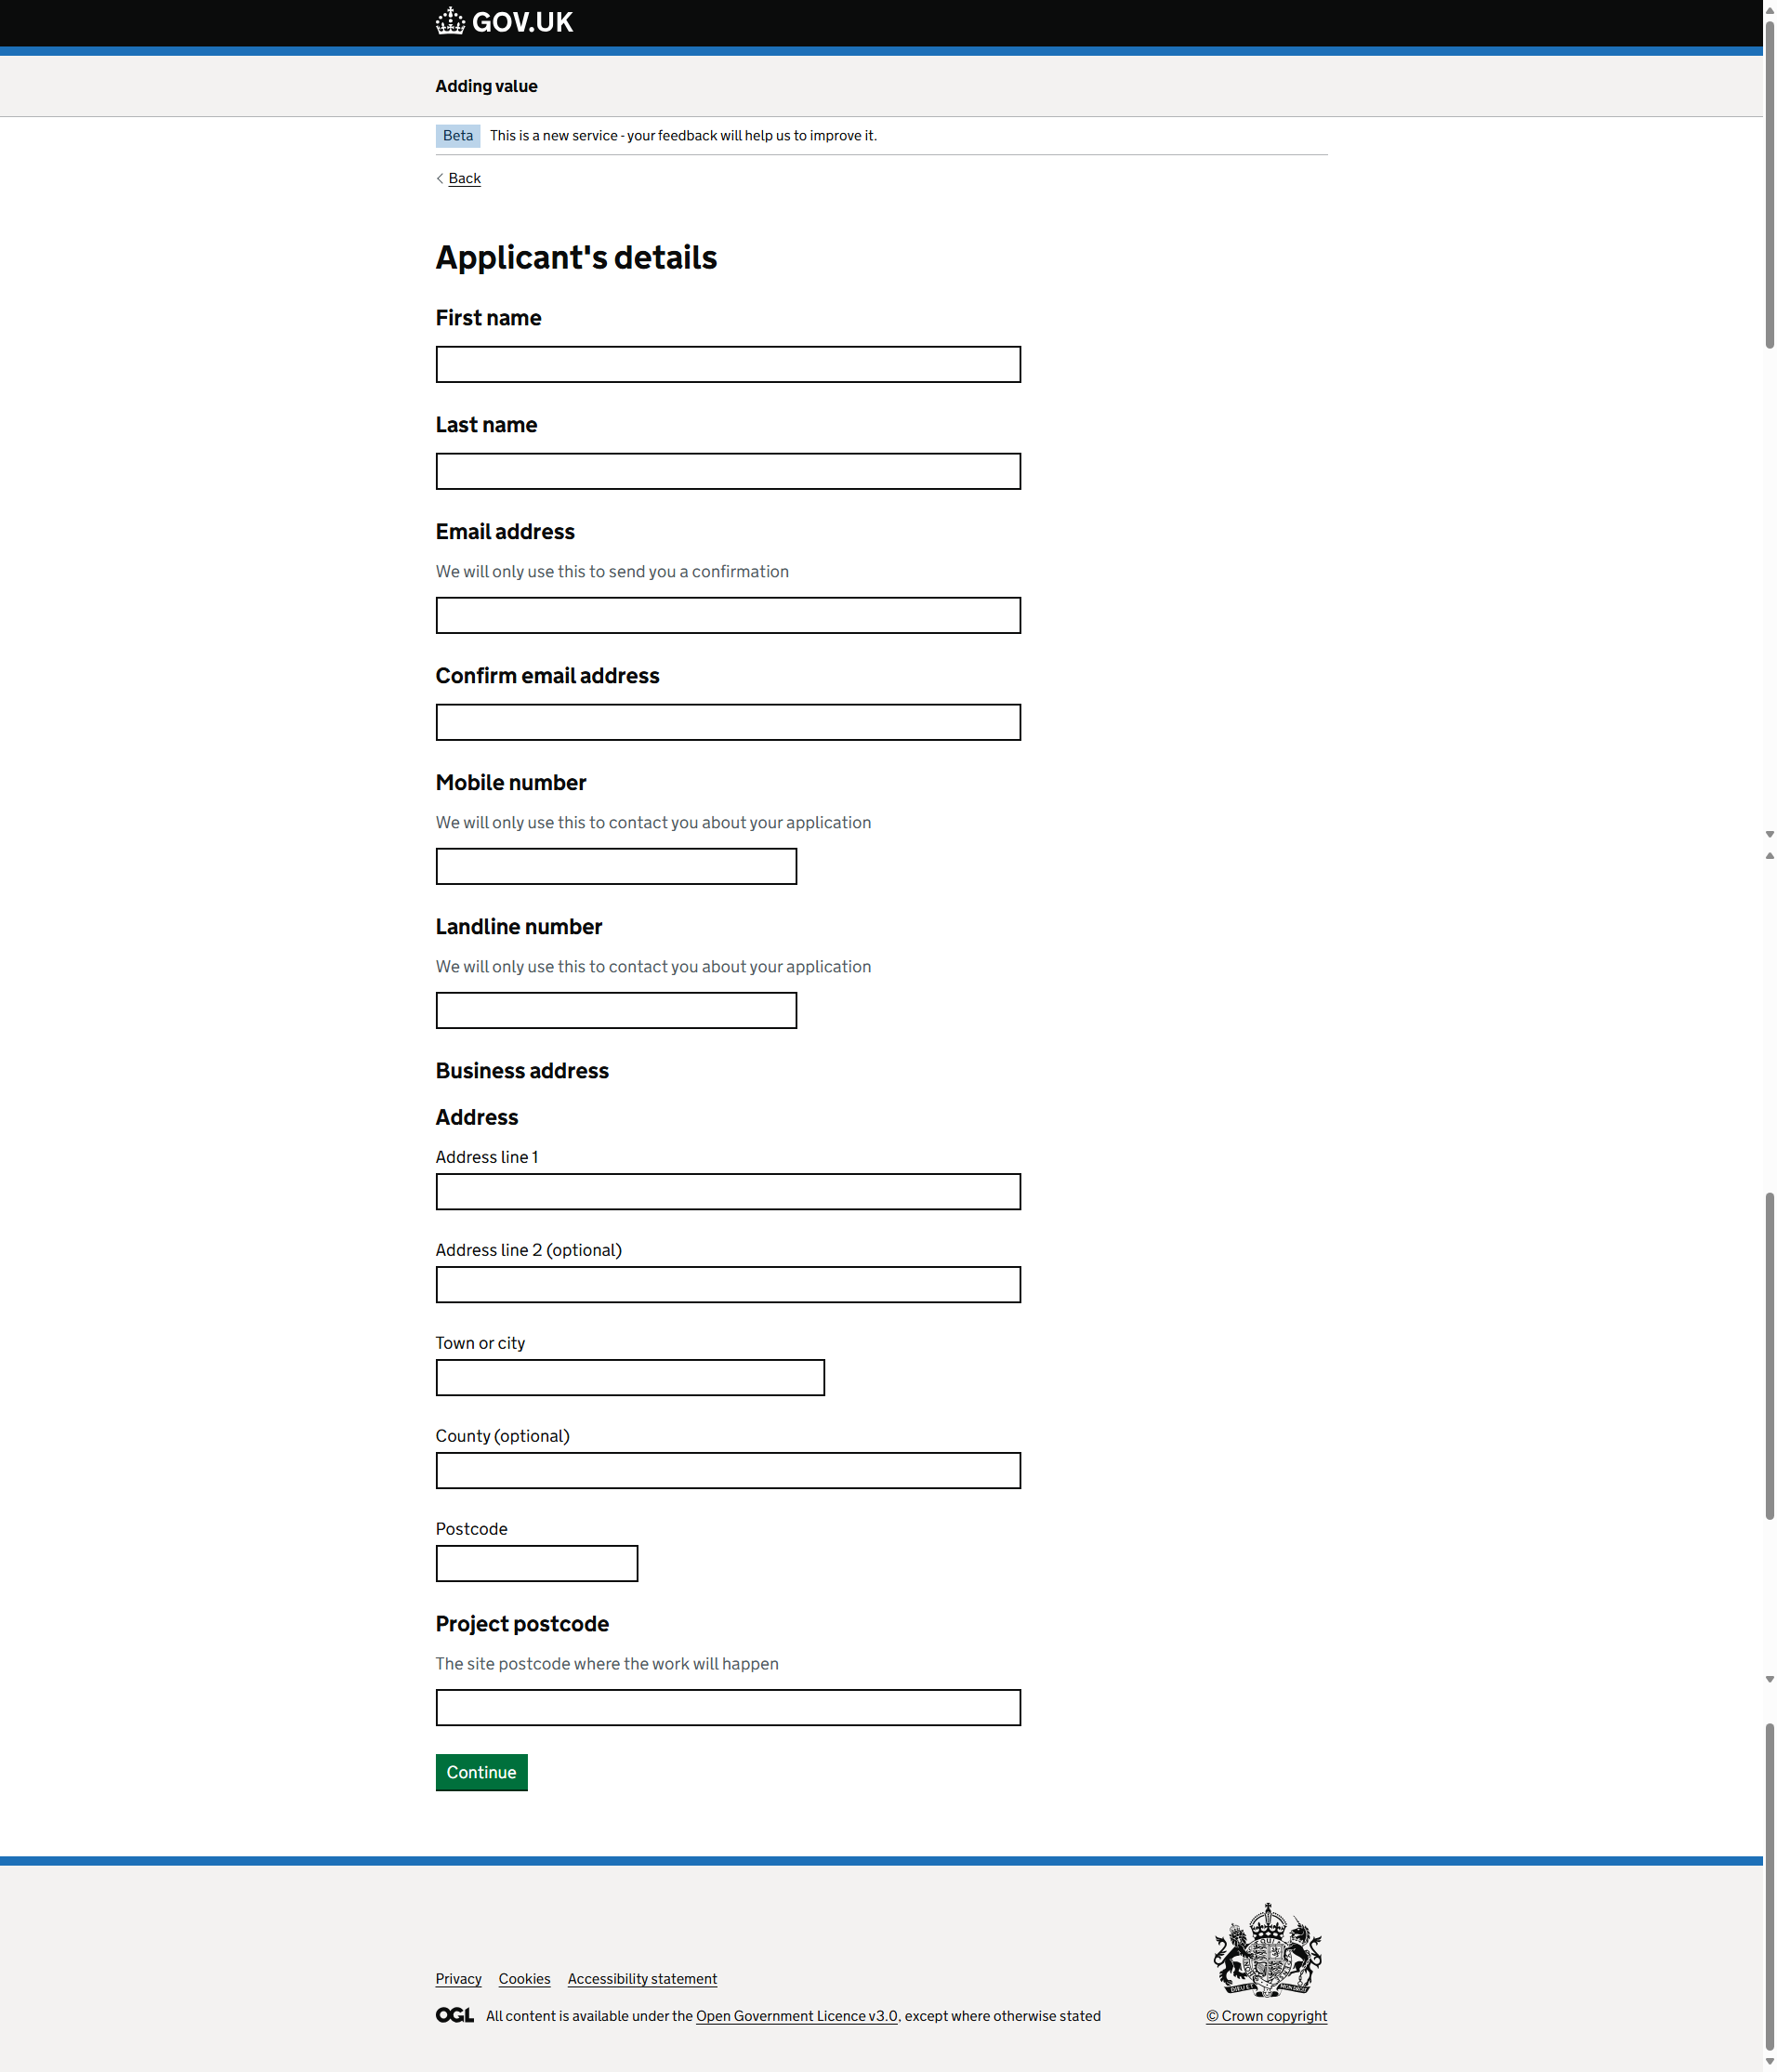 GOV.UK
Adding value
Beta This is a new service - your feedback will help us to improve it.
Back
Applicant's details
First name
Last name
Email address
We will only use this to send you a confirmation
Confirm email address
Mobile number
We will only use this to contact you about your application
Landline number
We will only use this to contact you about your application
Business address
Address
Address line 1
Address line 2 (optional)
Town or city
County (optional)
Postcode
Project postcode
The site postcode where the work will happen
Continue
Privacy Cookies Accessibility statement
OGL All content is available under the Open Government Licence v3.0, except where otherwise stated
© Crown copyright